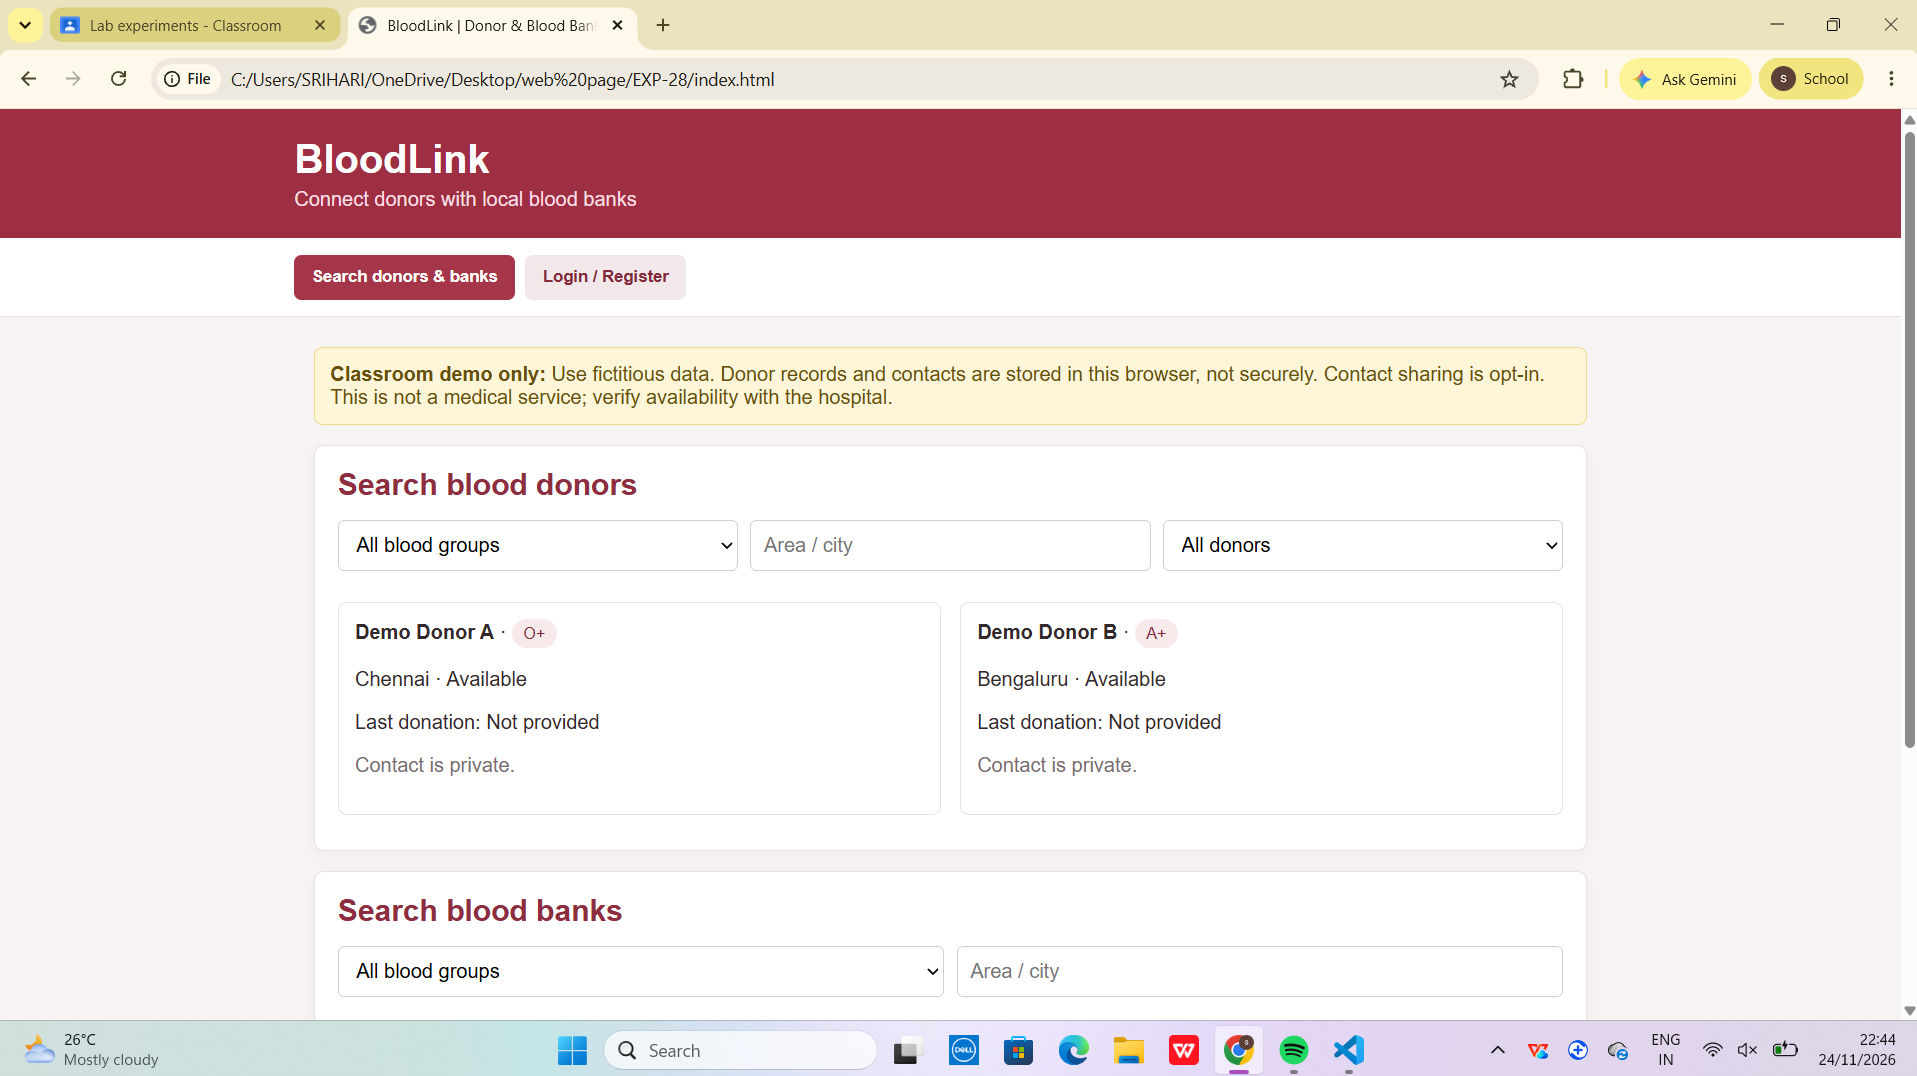 Lab experiments - Classroom
BloodLink | Donor & Blood Ban
File
C:/Users/SRIHARI/OneDrive/Desktop/web%20page/EXP-28/index.html
Ask Gemini
S
School
BloodLink
Connect donors with local blood banks
Search donors & banks
Login / Register
Classroom demo only: Use fictitious data. Donor records and contacts are stored in this browser, not securely. Contact sharing is opt-in.
This is not a medical service; verify availability with the hospital.
Search blood donors
All blood groups
Area / city
All donors
Demo Donor A · O+
Chennai · Available
Last donation: Not provided
Contact is private.
Demo Donor B · A+
Bengaluru · Available
Last donation: Not provided
Contact is private.
Search blood banks
All blood groups
Area / city
26°C
Mostly cloudy
Search
DELL
ENG
IN
22:44
24/11/2026